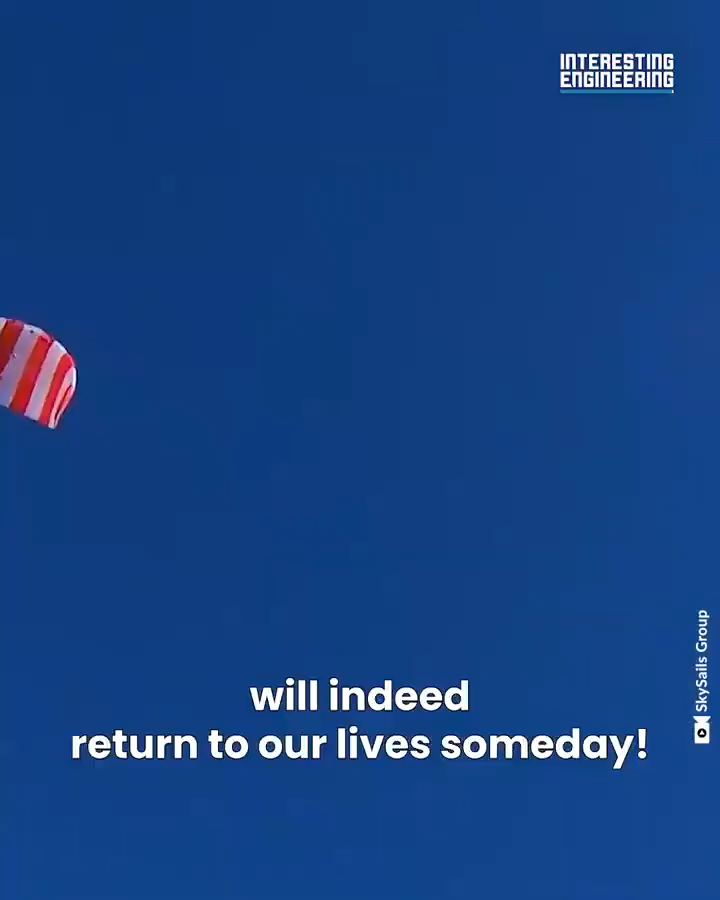 INTERESTING
ENGINEERING
will indeed
return to our lives someday!
SkySails Group